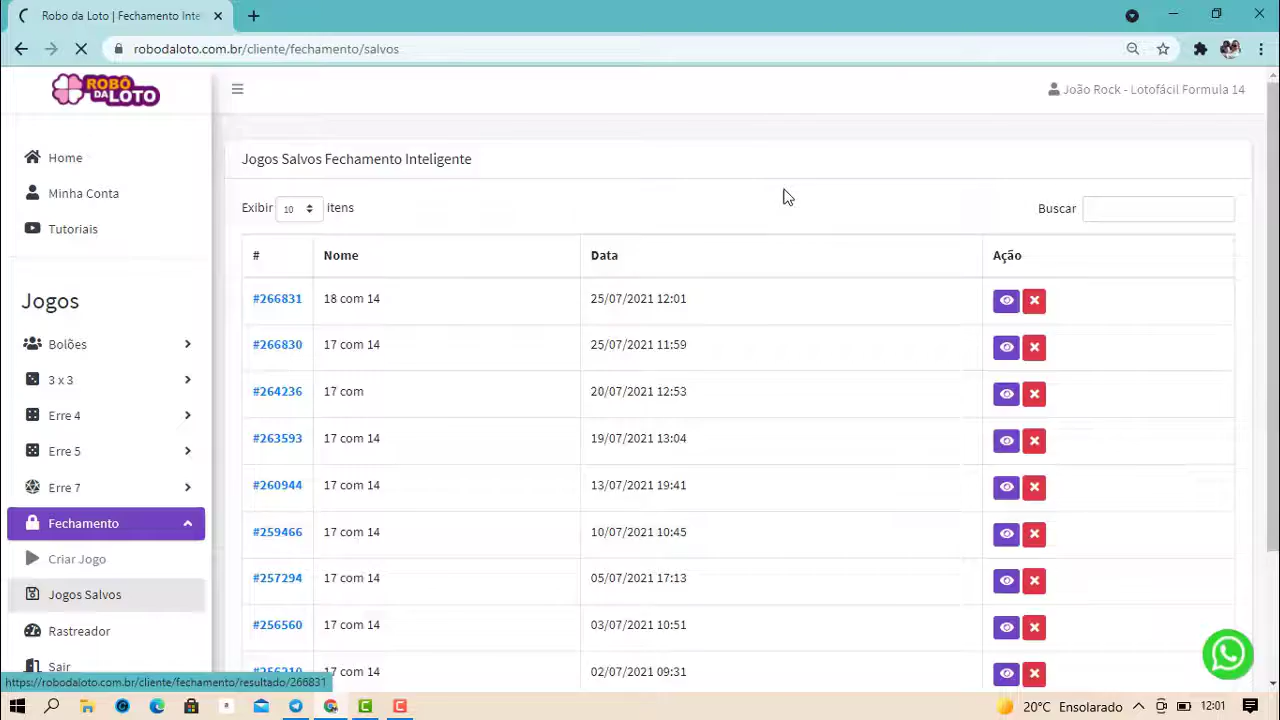 Robo da Loto | Fechamento Inte
robodaloto.com.br/cliente/fechamento/salvos
ROBÔ DA LOTO
João Rock - Lotofácil Formula 14
Home
Minha Conta
Tutoriais
Jogos
Bolões
3 x 3
Erre 4
Erre 5
Erre 7
Fechamento
Criar Jogo
Jogos Salvos
Rastreador
Sair
Jogos Salvos Fechamento Inteligente
Exibir 10 itens
Buscar
# Nome Data Ação
#266831 18 com 14 25/07/2021 12:01
#266830 17 com 14 25/07/2021 11:59
#264236 17 com 20/07/2021 12:53
#263593 17 com 14 19/07/2021 13:04
#260944 17 com 14 13/07/2021 19:41
#259466 17 com 14 10/07/2021 10:45
#257294 17 com 14 05/07/2021 17:13
#256560 17 com 14 03/07/2021 10:51
#256210 17 com 14 02/07/2021 09:31
https://robodaloto.com.br/cliente/fechamento/resultado/266831
20°C Ensolarado 12:01